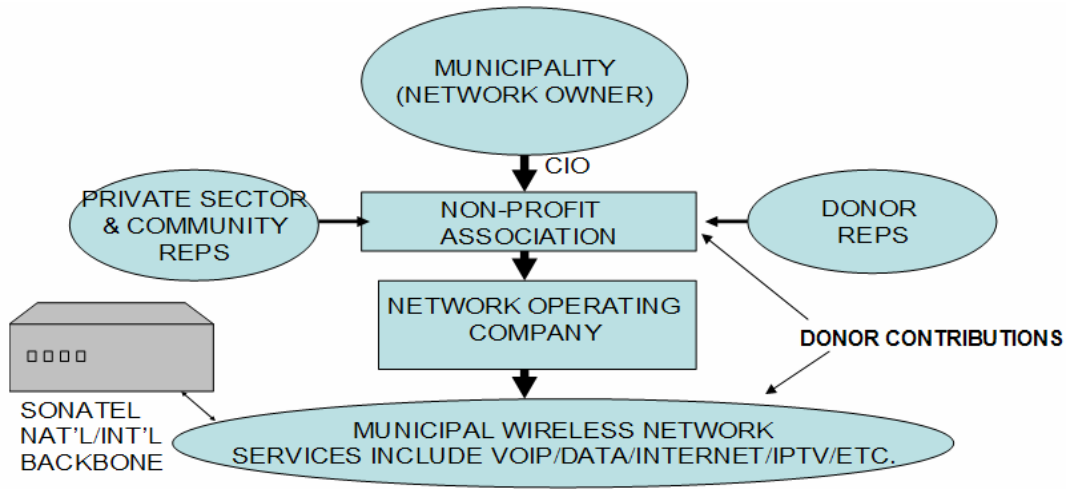 MUNICIPALITY
(NETWORK OWNER)
CIO
PRIVATE SECTOR
& COMMUNITY
REPS
NON-PROFIT
ASSOCIATION
DONOR
REPS
NETWORK OPERATING
COMPANY
DONOR CONTRIBUTIONS
SONATEL
NAT'L/INT'L
BACKBONE
MUNICIPAL WIRELESS NETWORK
SERVICES INCLUDE VOIP/DATA/INTERNET/IPTV/ETC.